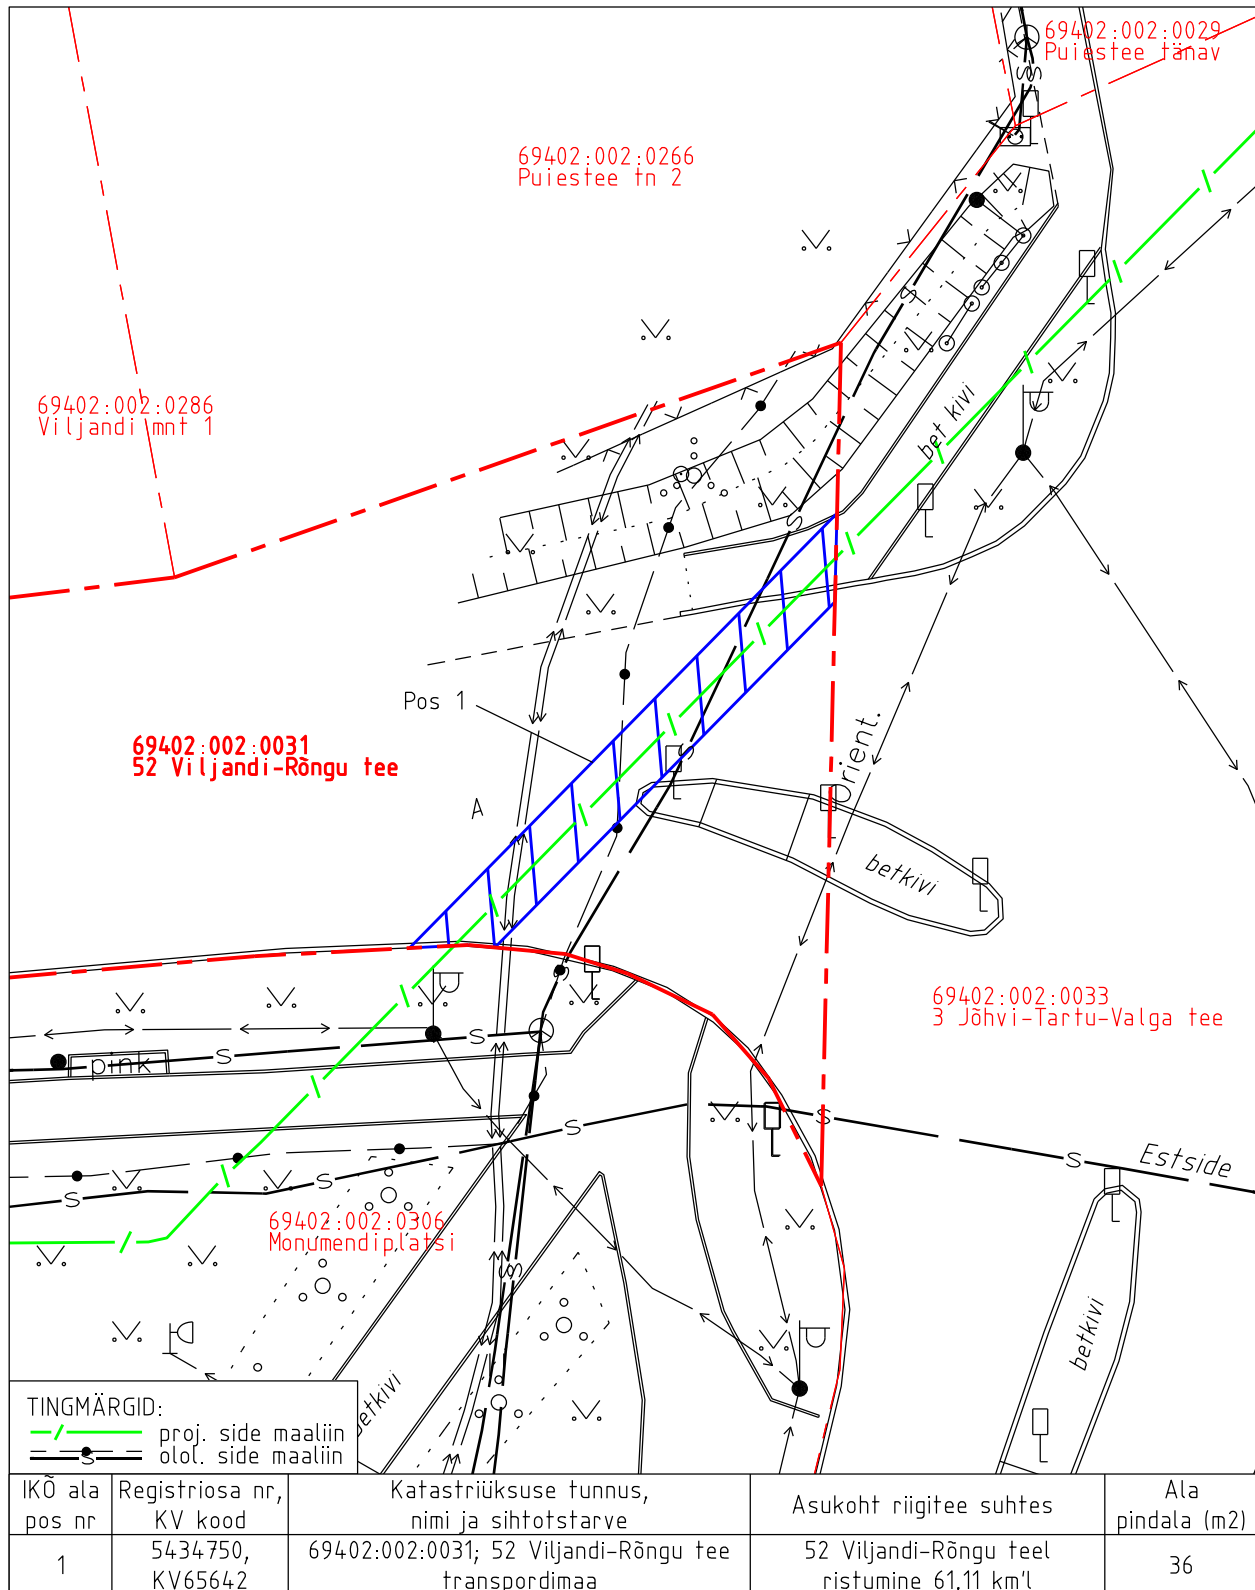 69402:002:0029
Puiestee tänav
69402:002:0266
Puiestee tn 2
69402:002:0286
Viljandi mnt 1
bet kivi
Pos 1
69402:002:0031
52 Viljandi-Rõngu tee
A
Orient.
betkivi
69402:002:0033
3 Jõhvi-Tartu-Valga tee
pink
S
S
S
S
S
S
S
S
S
S
S
S
S
Estside
69402:002:0306
Monumendiplatsi
betkivi
betkivi
TINGMÄRGID:
proj. side maaliin
olol. side maaliin
S
IKÕ ala pos nr
Registriosa nr, KV kood
Katastriüksuse tunnus, nimi ja sihtotstarve
Asukoht riigitee suhtes
Ala pindala (m2)
1
5434750, KV65642
69402:002:0031; 52 Viljandi-Rõngu tee transpordimaa
52 Viljandi-Rõngu teel ristumine 61,11 km'l
36